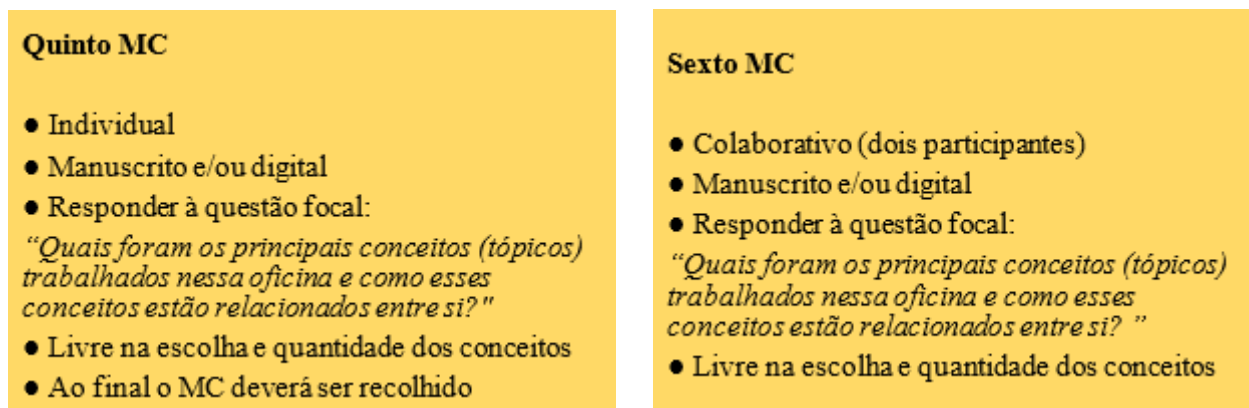 Quinto MC
● Individual
● Manuscrito e/ou digital
● Responder à questão focal:
“Quais foram os principais conceitos (tópicos)
trabalhados nessa oficina e como esses
conceitos estão relacionados entre si?"
● Livre na escolha e quantidade dos conceitos
● Ao final o MC deverá ser recolhido
Sexto MC
● Colaborativo (dois participantes)
● Manuscrito e/ou digital
● Responder à questão focal:
“Quais foram os principais conceitos (tópicos)
trabalhados nessa oficina e como esses
conceitos estão relacionados entre si? ”
● Livre na escolha e quantidade dos conceitos